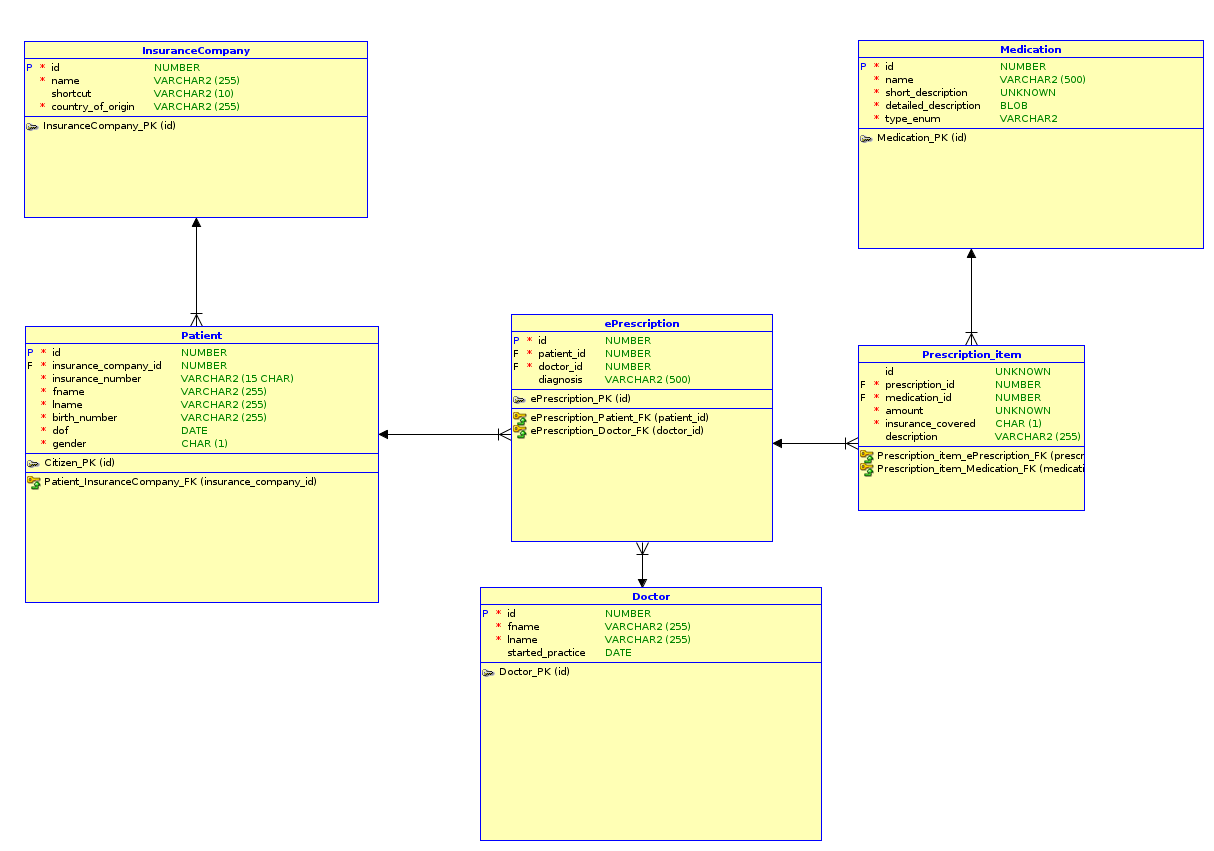 InsuranceCompany
P * id NUMBER
* name VARCHAR2 (255)
shortcut VARCHAR2 (10)
* country_of_origin VARCHAR2 (255)
InsuranceCompany_PK (id)
Medication
P * id NUMBER
* name VARCHAR2 (500)
* short_description UNKNOWN
* detailed_description BLOB
* type_enum VARCHAR2
Medication_PK (id)
Patient
P * id NUMBER
F * insurance_company_id NUMBER
* insurance_number VARCHAR2 (15 CHAR)
* fname VARCHAR2 (255)
* lname VARCHAR2 (255)
* birth_number VARCHAR2 (255)
* dof DATE
* gender CHAR (1)
Citizen_PK (id)
Patient_InsuranceCompany_FK (insurance_company_id)
ePrescription
P * id NUMBER
F * patient_id NUMBER
F * doctor_id NUMBER
diagnosis VARCHAR2 (500)
ePrescription_PK (id)
ePrescription_Patient_FK (patient_id)
ePrescription_Doctor_FK (doctor_id)
Prescription_item
id UNKNOWN
F * prescription_id NUMBER
F * medication_id NUMBER
* amount UNKNOWN
* insurance_covered CHAR (1)
description VARCHAR2 (255)
Prescription_item_ePrescription_FK (prescr
Prescription_item_Medication_FK (medicati
Doctor
P * id NUMBER
* fname VARCHAR2 (255)
* lname VARCHAR2 (255)
started_practice DATE
Doctor_PK (id)